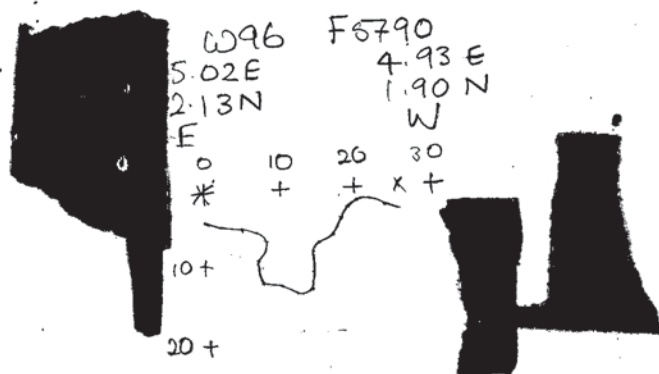 W96 F5790
5.02E 4.93 E
2.13N 1.90 N
E W
0 10 20 30
* + + x +
10+
20+